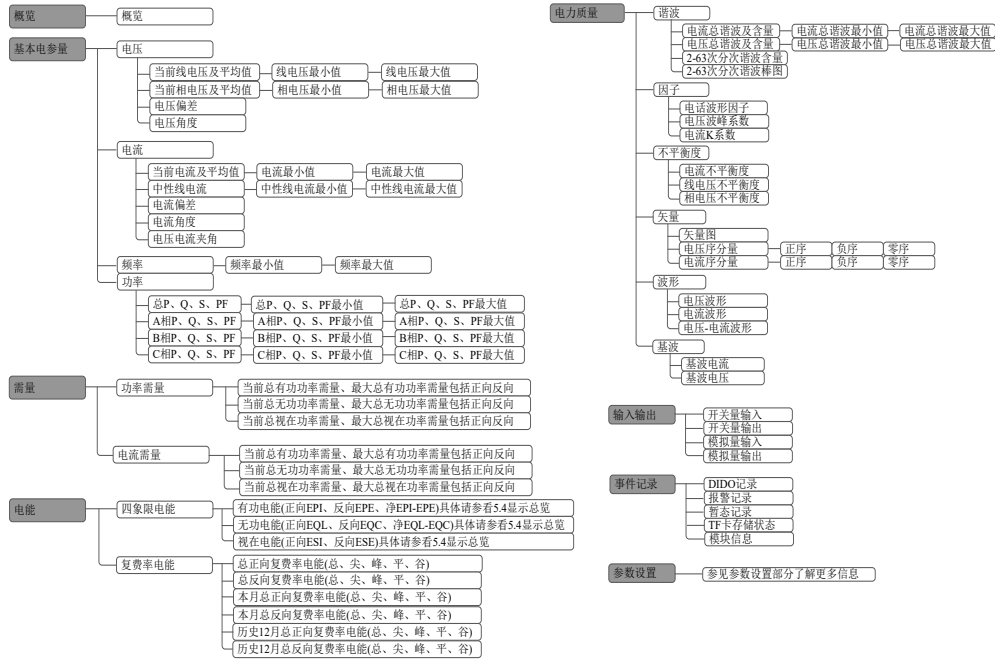 概览
概览
基本电参量
电压
当前线电压及平均值 线电压最小值 线电压最大值
当前相电压及平均值 相电压最小值 相电压最大值
电压偏差
电压角度
电流
当前电流及平均值 电流最小值 电流最大值
中性线电流 中性线电流最小值 中性线电流最大值
电流偏差
电流角度
电压电流夹角
频率 频率最小值 频率最大值
功率
总P、Q、S、PF 总P、Q、S、PF最小值 总P、Q、S、PF最大值
A相P、Q、S、PF A相P、Q、S、PF最小值 A相P、Q、S、PF最大值
B相P、Q、S、PF B相P、Q、S、PF最小值 B相P、Q、S、PF最大值
C相P、Q、S、PF C相P、Q、S、PF最小值 C相P、Q、S、PF最大值
需量
功率需量
当前总有功功率需量、最大总有功功率需量包括正向反向
当前总无功功率需量、最大总无功功率需量包括正向反向
当前总视在功率需量、最大总视在功率需量包括正向反向
电流需量
当前总有功功率需量、最大总有功功率需量包括正向反向
当前总无功功率需量、最大总无功功率需量包括正向反向
当前总视在功率需量、最大总视在功率需量包括正向反向
电能
四象限电能
有功电能(正向EPI、反向EPE、净EPI-EPE)具体请参看5.4显示总览
无功电能(正向EQL、反向EQC、净EQL-EQC)具体请参看5.4显示总览
视在电能(正向ESI、反向ESE)具体请参看5.4显示总览
复费率电能
总正向复费率电能(总、尖、峰、平、谷)
总反向复费率电能(总、尖、峰、平、谷)
本月总正向复费率电能(总、尖、峰、平、谷)
本月总反向复费率电能(总、尖、峰、平、谷)
历史12月总正向复费率电能(总、尖、峰、平、谷)
历史12月总反向复费率电能(总、尖、峰、平、谷)
电力质量
谐波
电流总谐波及含量 电流总谐波最小值 电流总谐波最大值
电压总谐波及含量 电压总谐波最小值 电压总谐波最大值
2-63次分次谐波含量
2-63次分次谐波棒图
因子
电话波形因子
电压波峰系数
电流K系数
不平衡度
电流不平衡度
线电压不平衡度
相电压不平衡度
矢量
矢量图
电压序分量 正序 负序 零序
电流序分量 正序 负序 零序
波形
电压波形
电流波形
电压-电流波形
基波
基波电流
基波电压
输入输出
开关量输入
开关量输出
模拟量输入
模拟量输出
事件记录
DIDO记录
报警记录
暂态记录
TF卡存储状态
模块信息
参数设置
参见参数设置部分了解更多信息